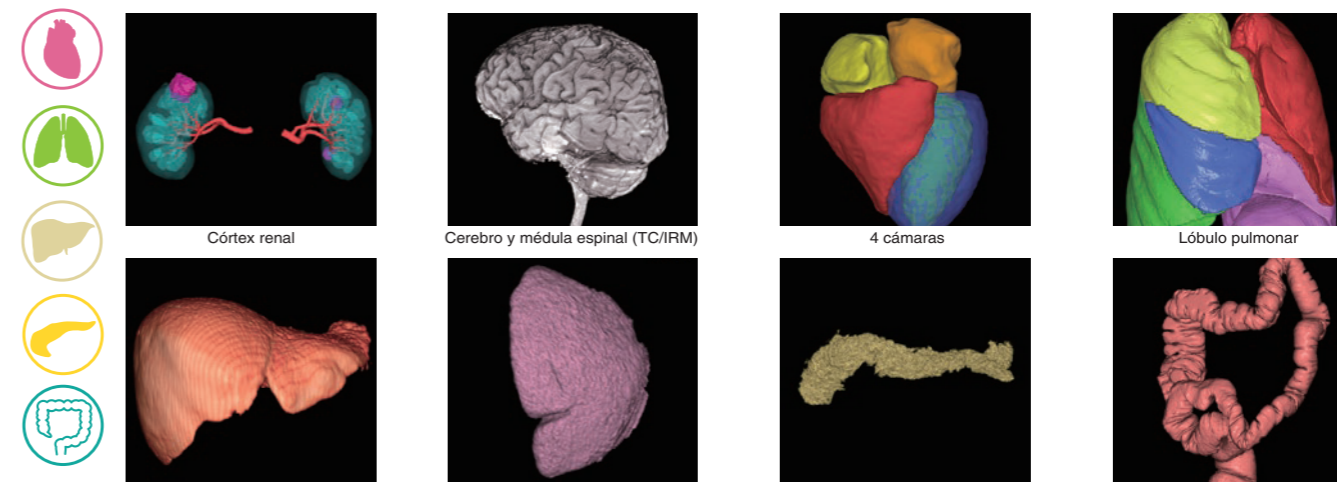 Córtex renal
Cerebro y médula espinal (TC/IRM)
4 cámaras
Lóbulo pulmonar